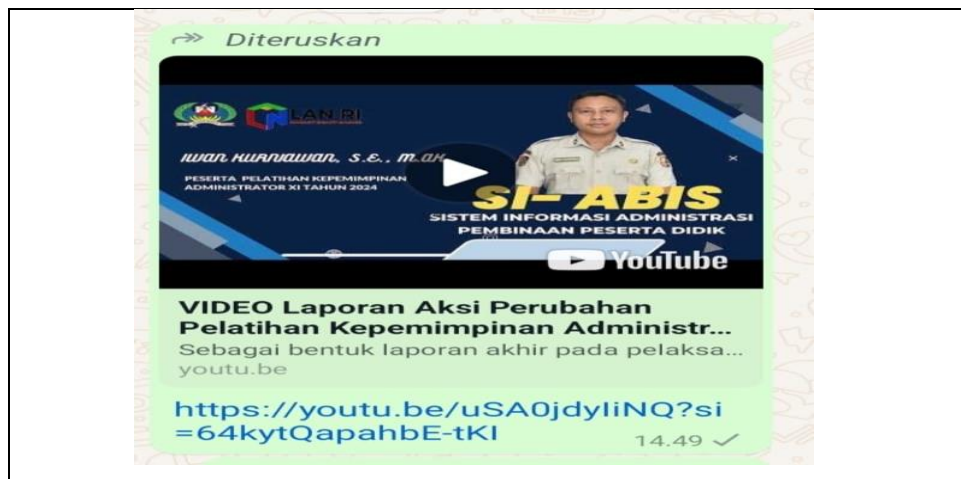 Diteruskan
LAN RI
IWAN KURNIAWAN, S.E., M.AK
PESERTA PELATIHAN KEPEMIMPINAN
ADMINISTRATOR XI TAHUN 2024
SI- ABIS
SISTEM INFORMASI ADMINISTRASI
PEMBINAAN PESERTA DIDIK
YouTube
VIDEO Laporan Aksi Perubahan
Pelatihan Kepemimpinan Administr...
Sebagai bentuk laporan akhir pada pelaksa...
youtu.be
https://youtu.be/uSA0jdyIiNQ?si
=64kytQapahbE-tKI
14.49